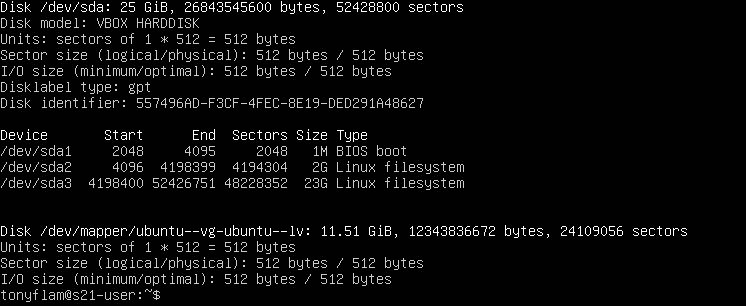 Disk /dev/sda: 25 GiB, 26843545600 bytes, 52428800 sectors
Disk model: VBOX HARDDISK
Units: sectors of 1 * 512 = 512 bytes
Sector size (logical/physical): 512 bytes / 512 bytes
I/O size (minimum/optimal): 512 bytes / 512 bytes
Disklabel type: gpt
Disk identifier: 557496AD-F3CF-4FEC-8E19-DED291A48627

Device       Start      End  Sectors Size Type
/dev/sda1     2048     4095     2048   1M BIOS boot
/dev/sda2     4096  4198399  4194304   2G Linux filesystem
/dev/sda3  4198400 52426751 48228352  23G Linux filesystem

Disk /dev/mapper/ubuntu--vg-ubuntu--lv: 11.51 GiB, 12343836672 bytes, 24109056 sectors
Units: sectors of 1 * 512 = 512 bytes
Sector size (logical/physical): 512 bytes / 512 bytes
I/O size (minimum/optimal): 512 bytes / 512 bytes
tonyflam@s21-user:~$